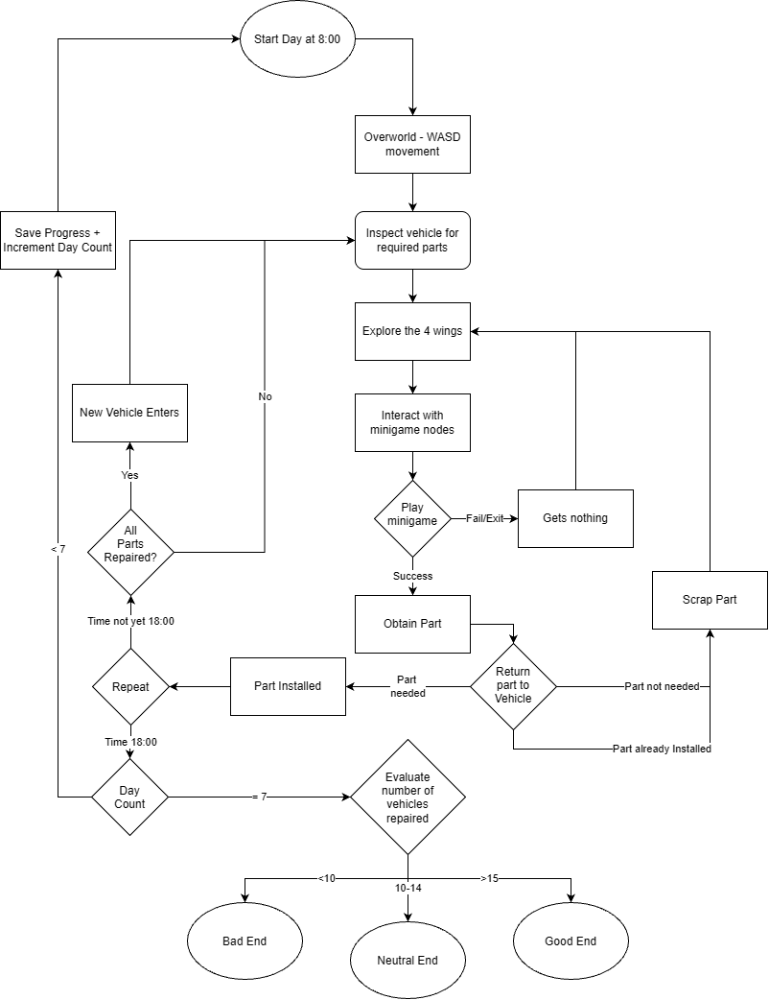 Start Day at 8:00
Overworld - WASD
movement
Save Progress +
Increment Day Count
Inspect vehicle for
required parts
Explore the 4 wings
New Vehicle Enters
No
Interact with
minigame nodes
Yes
Play
minigame
Fail/Exit
Gets nothing
All
Parts
Repaired?
< 7
Success
Scrap Part
Time not yet 18:00
Obtain Part
Return
part to
Vehicle
Part
needed
Part not needed
Part Installed
Repeat
Time 18:00
Part already Installed
Day
Count
= 7
Evaluate
number of
vehicles
repaired
<10
10-14
>15
Bad End
Neutral End
Good End